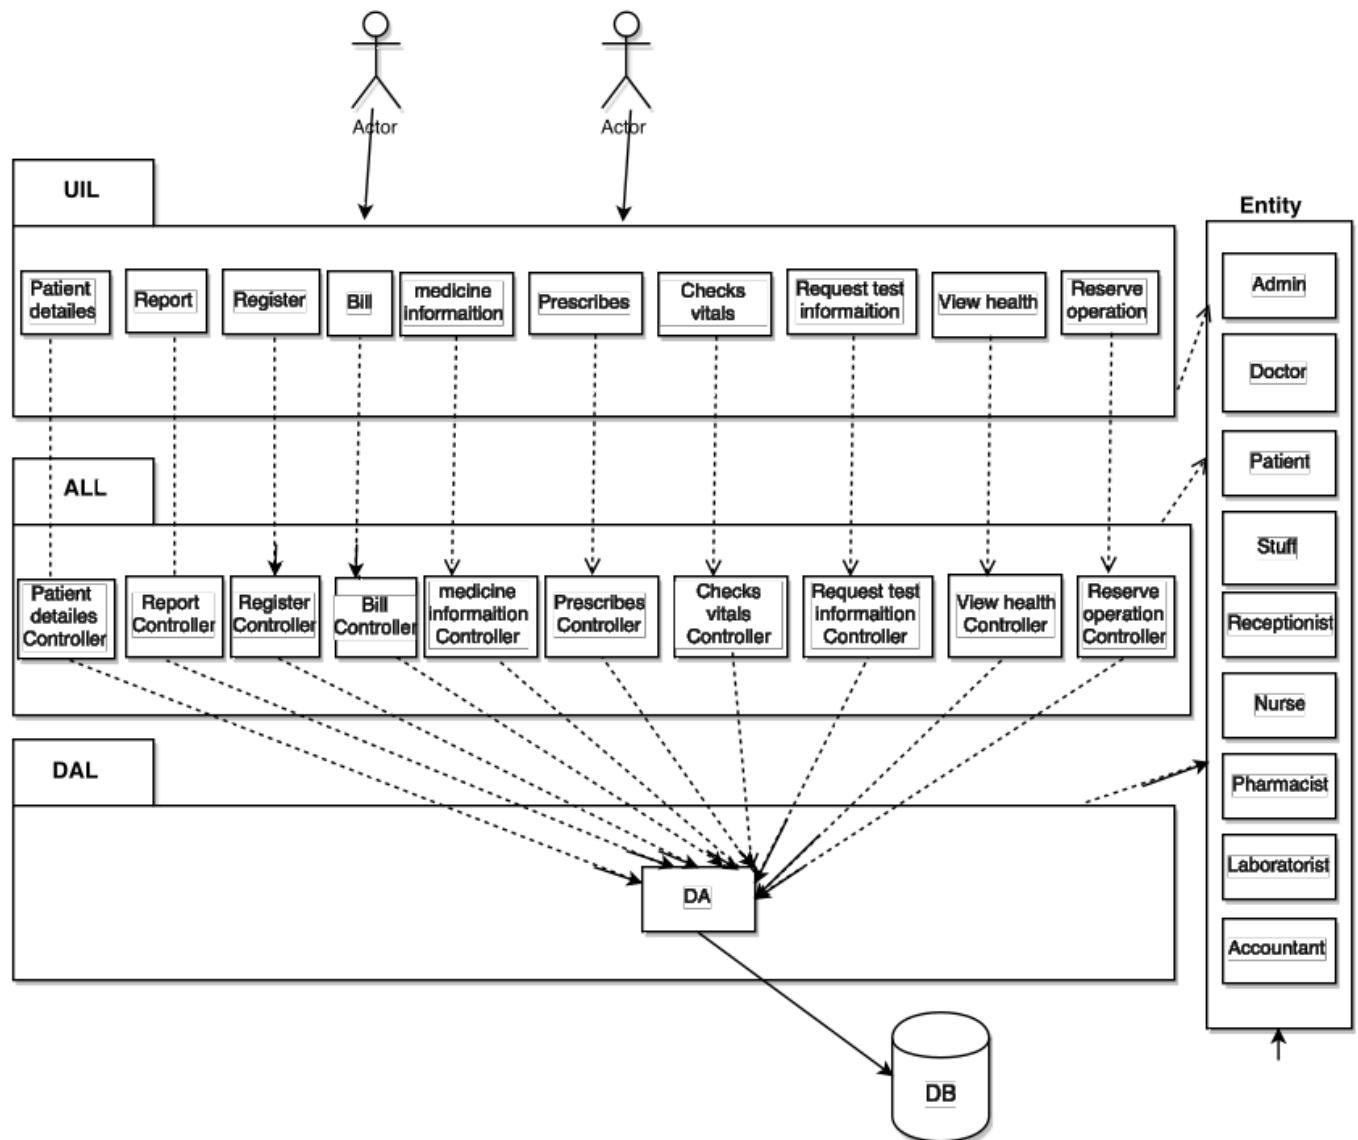 Actor
Actor
UIL
Entity
Patient
detailes
Report
Register
Bill
medicine
informaition
Prescribes
Checks
vitals
Request test
informaition
View health
Reserve
operation
Admin
Doctor
Patient
Stuff
Receptionist
Nurse
Pharmacist
Laboratorist
Accountant
ALL
Patient
detailes
Controller
Report
Controller
Register
Controller
Bill
Controller
medicine
informaition
Controller
Prescribes
Controller
Checks
vitals
Controller
Request test
informaition
Controller
View health
Controller
Reserve
operation
Controller
DAL
DA
DB